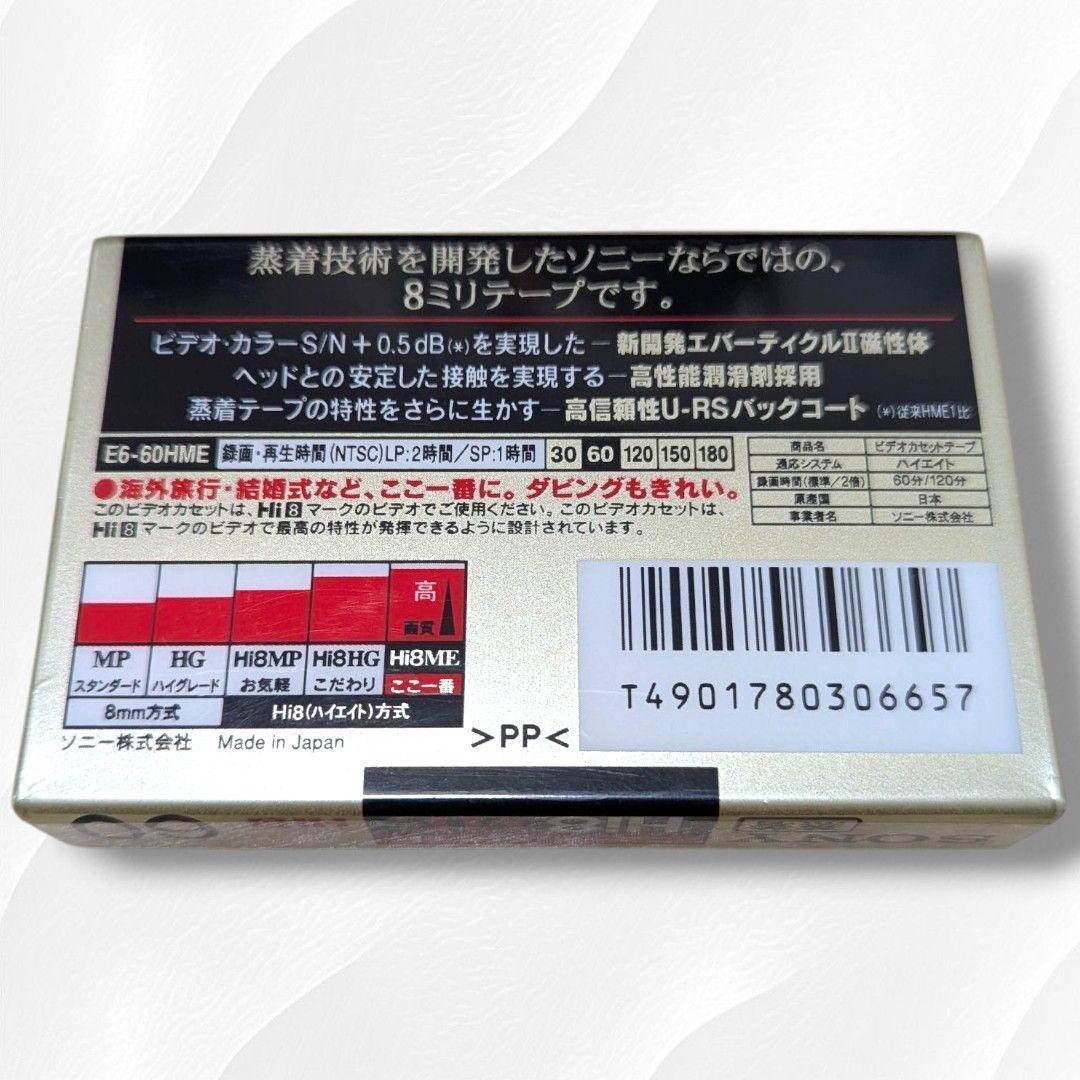 蒸着技術を開発したソニーならではの、
8ミリテープです。
ビデオ・カラーS/N+0.5dB(*)を実現した－新開発エバーティクルII磁性体
ヘッドとの安定した接触を実現する－高性能潤滑剤採用
蒸着テープの特性をさらに生かす－高信頼性U-RSバックコート (*)従来HME1比
E6-60HME 録画・再生時間(NTSC)LP:2時間/SP:1時間 30 60 120 150 180
●海外旅行・結婚式など、ここ一番に。ダビングもきれい。
このビデオカセットは、Hi8マークのビデオでご使用ください。このビデオカセットは、
Hi8マークのビデオで最高の特性が発揮できるように設計されています。
商品名 ビデオカセットテープ
適応システム ハイエイト
録画時間(標準/2倍) 60分/120分
原産国 日本
事業者名 ソニー株式会社
高
画質
MP HG Hi8MP Hi8HG Hi8ME
スタンダード ハイグレード お気軽 こだわり ここ一番
8mm方式 Hi8(ハイエイト)方式
ソニー株式会社 Made in Japan
>PP<
T4901780306657
SONY